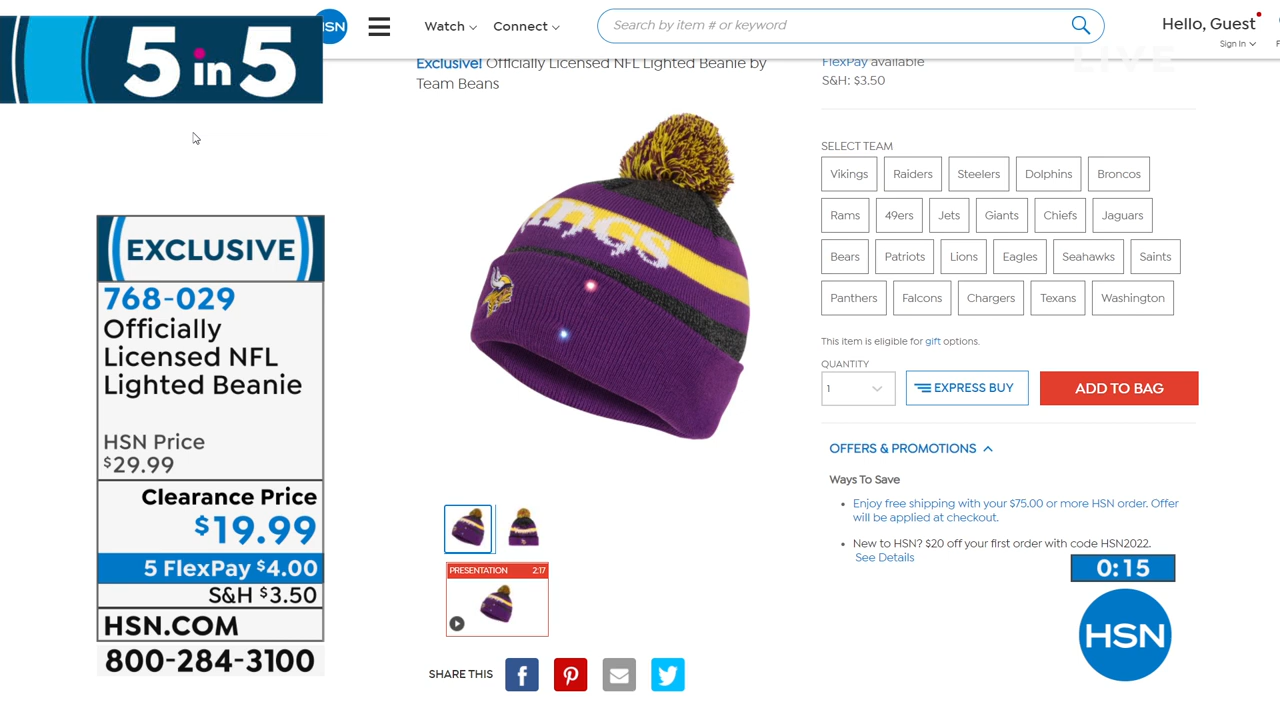 5 in 5
HSN
Watch
Connect
Search by item # or keyword
Hello, Guest
Sign In
F
LIVE
Exclusive! Officially Licensed NFL Lighted Beanie by
Team Beans
FlexPay available
S&H: $3.50
SELECT TEAM
Vikings Raiders Steelers Dolphins Broncos
Rams 49ers Jets Giants Chiefs Jaguars
Bears Patriots Lions Eagles Seahawks Saints
Panthers Falcons Chargers Texans Washington
This item is eligible for gift options.
QUANTITY
1
EXPRESS BUY
ADD TO BAG
OFFERS & PROMOTIONS
Ways To Save
• Enjoy free shipping with your $75.00 or more HSN order. Offer
will be applied at checkout.
• New to HSN? $20 off your first order with code HSN2022.
See Details
0:15
HSN
EXCLUSIVE
768-029
Officially
Licensed NFL
Lighted Beanie
HSN Price
$29.99
Clearance Price
$19.99
5 FlexPay $4.00
S&H $3.50
HSN.COM
800-284-3100
ings
PRESENTATION 2:17
SHARE THIS